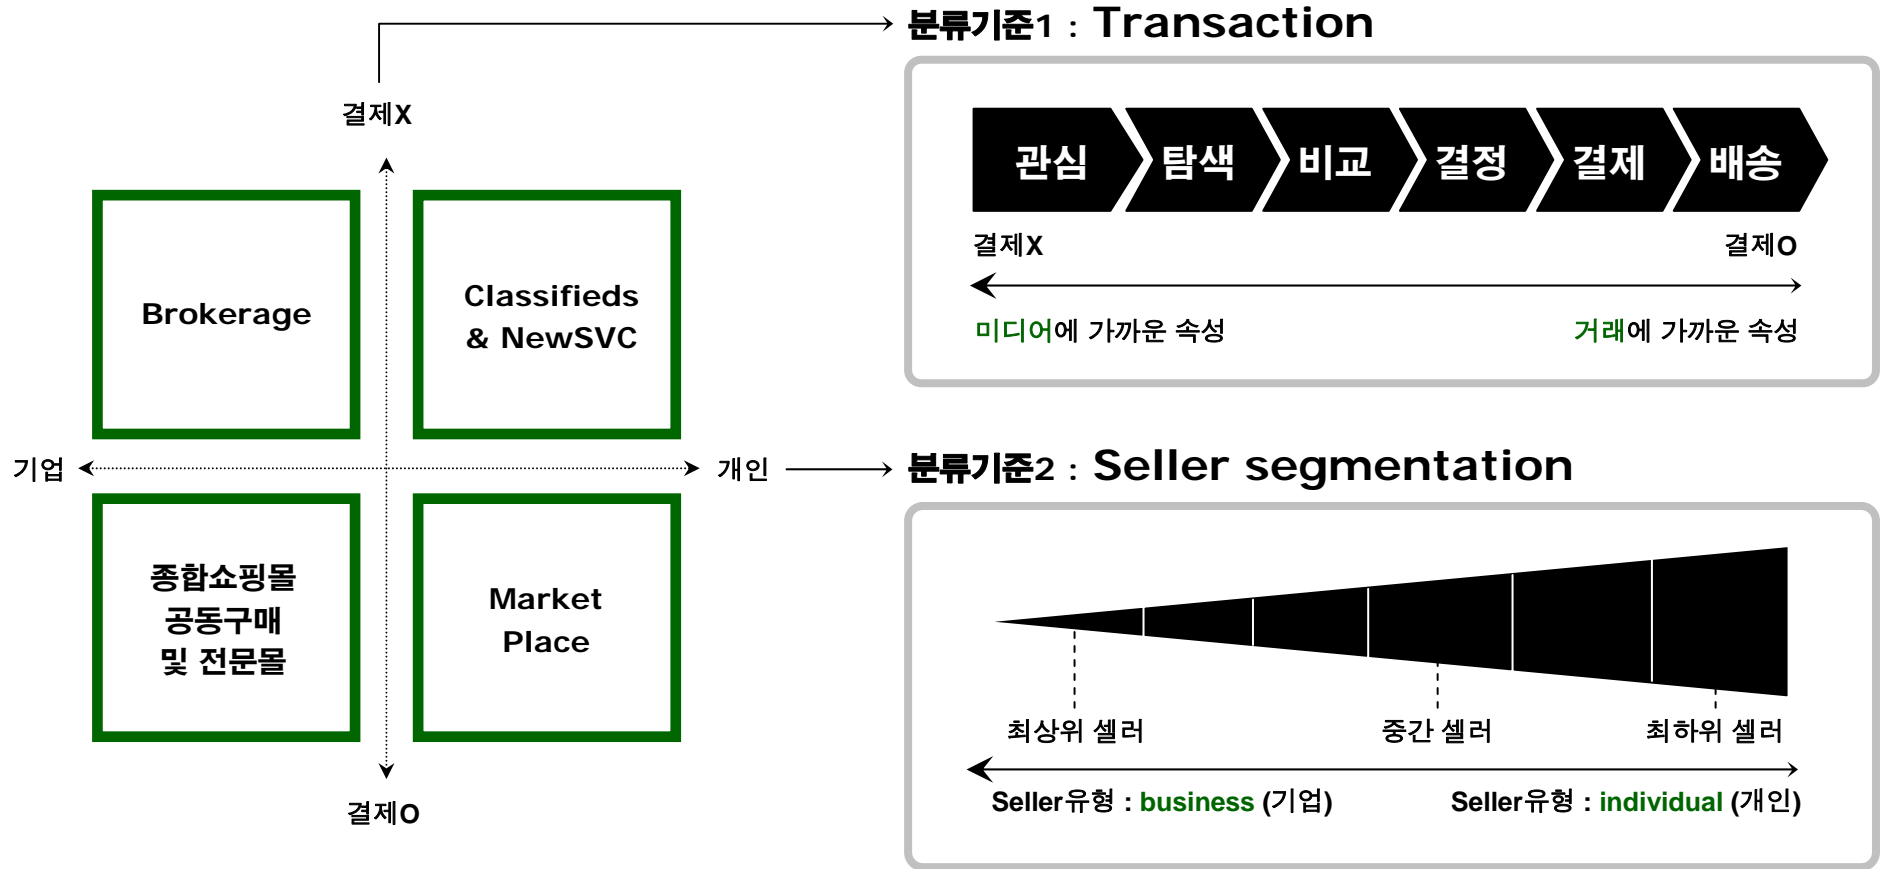 분류기준1 : Transaction
결제X
관심 탐색 비교 결정 결제 배송
결제X 결제O
미디어에 가까운 속성 거래에 가까운 속성
Brokerage
Classifieds
& NewSVC
기업
개인
종합쇼핑몰
공동구매
및 전문몰
Market
Place
결제O
분류기준2 : Seller segmentation
최상위 셀러 중간 셀러 최하위 셀러
Seller유형 : business (기업) Seller유형 : individual (개인)